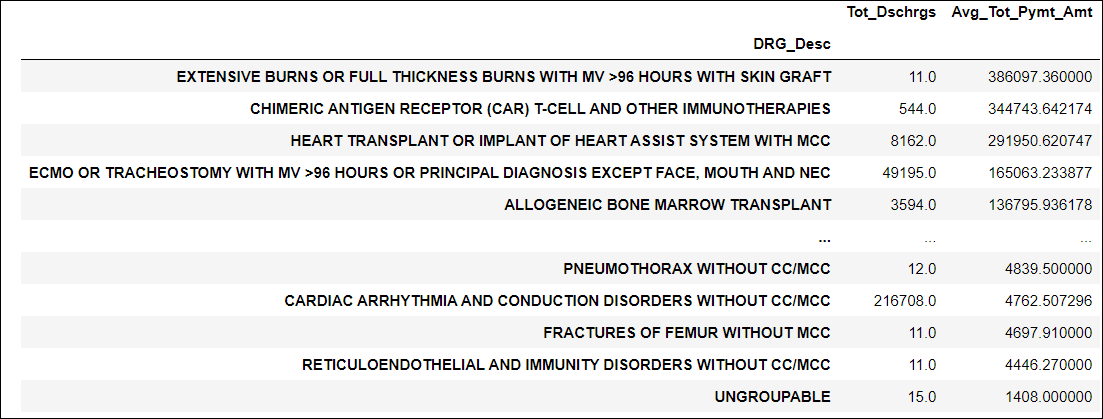 Tot_Dschrgs Avg_Tot_Pymt_Amt
DRG_Desc
EXTENSIVE BURNS OR FULL THICKNESS BURNS WITH MV >96 HOURS WITH SKIN GRAFT 11.0 386097.360000
CHIMERIC ANTIGEN RECEPTOR (CAR) T-CELL AND OTHER IMMUNOTHERAPIES 544.0 344743.642174
HEART TRANSPLANT OR IMPLANT OF HEART ASSIST SYSTEM WITH MCC 8162.0 291950.620747
ECMO OR TRACHEOSTOMY WITH MV >96 HOURS OR PRINCIPAL DIAGNOSIS EXCEPT FACE, MOUTH AND NEC 49195.0 165063.233877
ALLOGENEIC BONE MARROW TRANSPLANT 3594.0 136795.936178
... ... ...
PNEUMOTHORAX WITHOUT CC/MCC 12.0 4839.500000
CARDIAC ARRHYTHMIA AND CONDUCTION DISORDERS WITHOUT CC/MCC 216708.0 4762.507296
FRACTURES OF FEMUR WITHOUT MCC 11.0 4697.910000
RETICULOENDOTHELIAL AND IMMUNITY DISORDERS WITHOUT CC/MCC 11.0 4446.270000
UNGROUPABLE 15.0 1408.000000